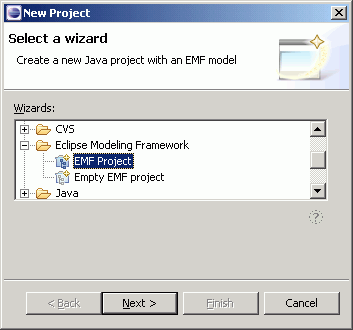 New Project
Select a wizard
Create a new Java project with an EMF model
Wizards:
CVS
Eclipse Modeling Framework
EMF Project
Empty EMF project
Java
?
< Back
Next >
Finish
Cancel